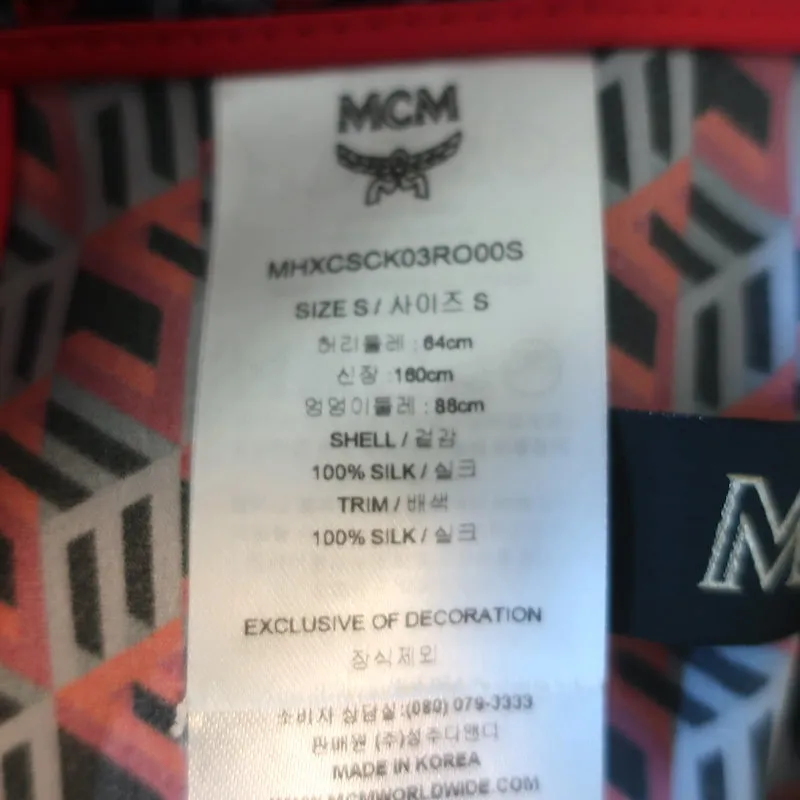 MCM
MHXCSCK03RO00S
SIZE S / 사이즈 S
허리둘레 : 64cm
신장 :160cm
엉덩이둘레 : 88cm
SHELL / 겉감
100% SILK / 실크
TRIM / 배색
100% SILK / 실크
M
EXCLUSIVE OF DECORATION
장식제외
소비자 상담실:(080) 079-3333
판매원 (주)성주디앤디
MADE IN KOREA
WWW.MCMWORLDWIDE.COM